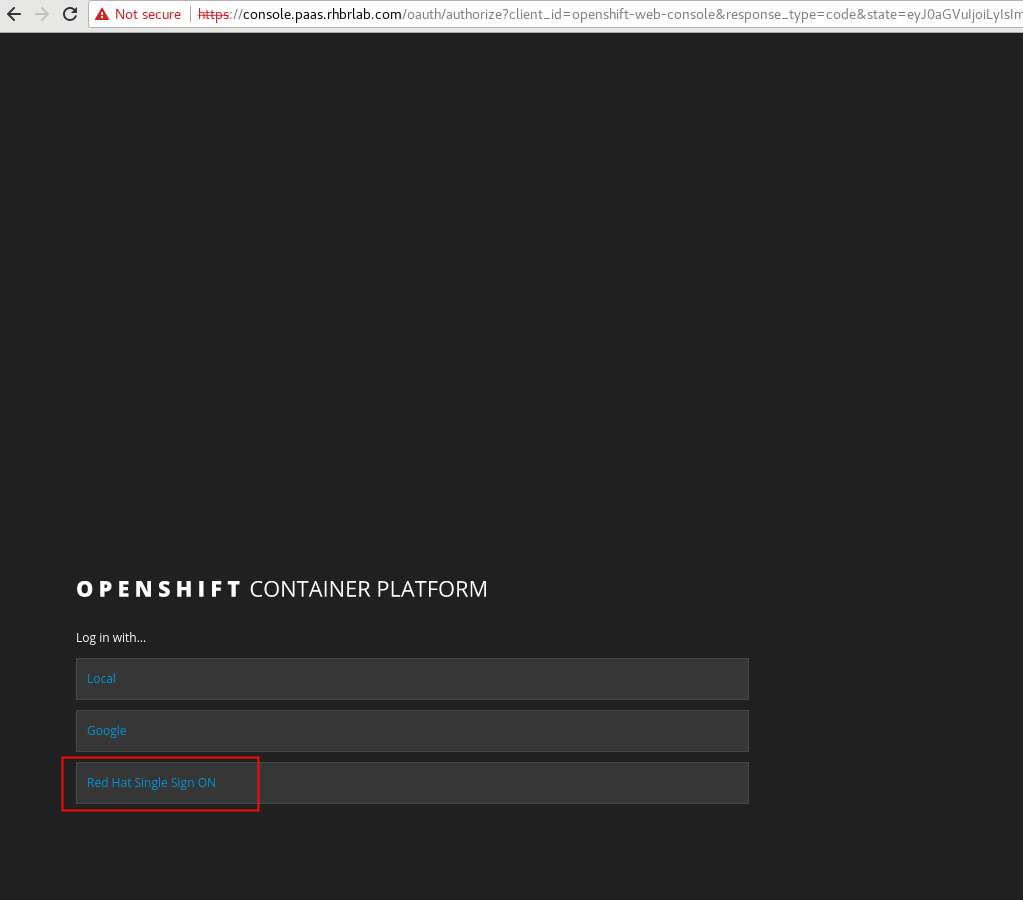 Not secure https://console.paas.rhbrlab.com/oauth/authorize?client_id=openshift-web-console&response_type=code&state=eyJ0aGVuIjoiLyIsIm
OPENSHIFT CONTAINER PLATFORM
Log in with...
Local
Google
Red Hat Single Sign ON